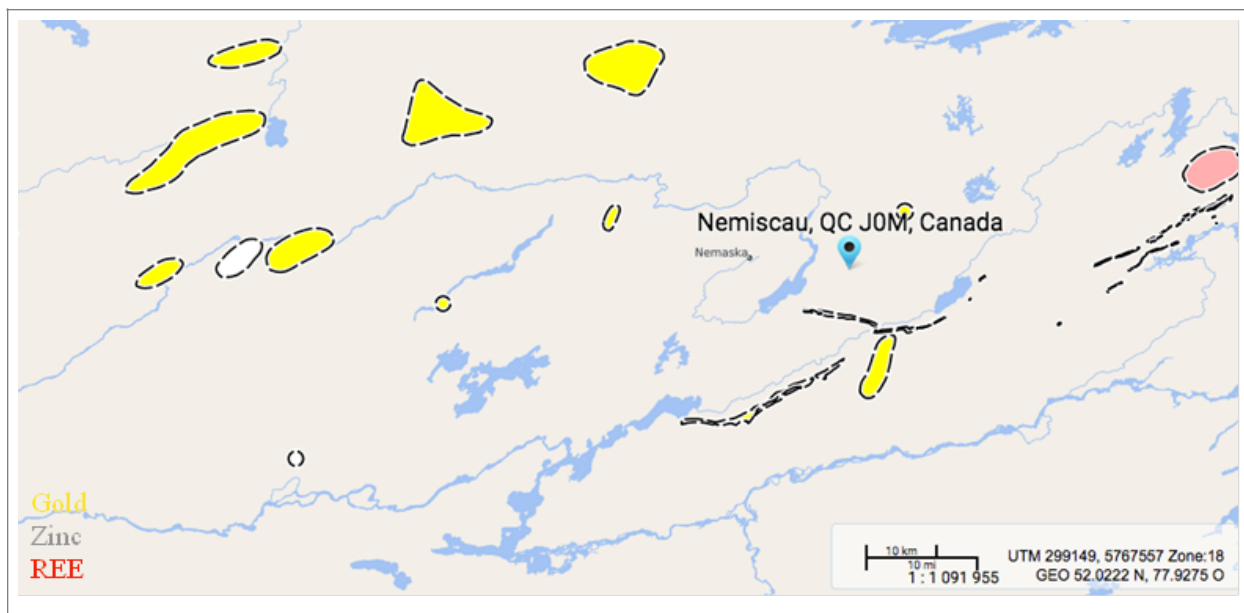 Nemiscau, QC J0M, Canada
Nemaska
Gold
Zinc
REE
10 km
10 mi
1 : 1 091 955
UTM 299149, 5767557 Zone:18
GEO 52.0222 N, 77.9275 O